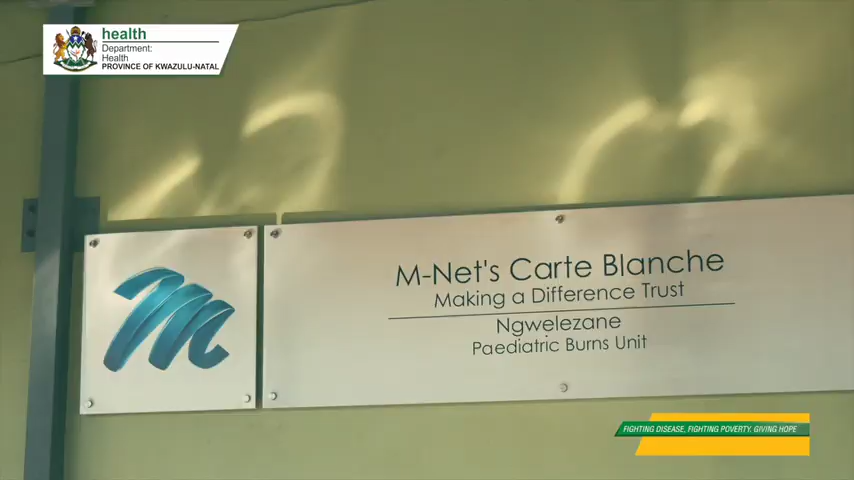 health
Department:
Health
PROVINCE OF KWAZULU-NATAL
M-Net's Carte Blanche
Making a Difference Trust
Ngwelezane
Paediatric Burns Unit
FIGHTING DISEASE, FIGHTING POVERTY, GIVING HOPE